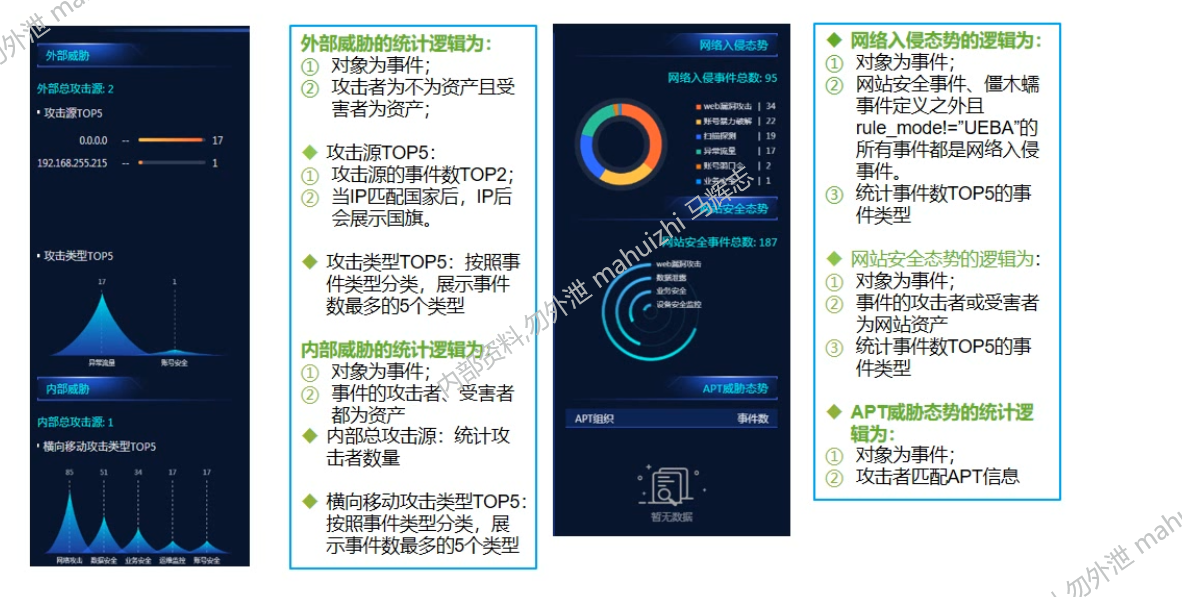 外部威胁
外部总攻击源: 2
攻击源TOP5
0.0.0.0 -- 17
192.168.255.215 -- 1
攻击类型TOP5
17 1
异常流量 账号安全
内部威胁
内部总攻击源: 1
横向移动攻击类型TOP5
85 51 34 17 17
网络攻击 数据安全 业务安全 运维监控 账号安全
外部威胁的统计逻辑为:
① 对象为事件;
② 攻击者为不为资产且受
害者为资产;
◆ 攻击源TOP5:
① 攻击源的事件数TOP2;
② 当IP匹配国家后，IP后
会展示国旗。
◆ 攻击类型TOP5：按照事
件类型分类，展示事件
数最多的5个类型
内部威胁的统计逻辑为:
① 对象为事件;
② 事件的攻击者、受害者
都为资产
◆ 内部总攻击源：统计攻
击者数量
◆ 横向移动攻击类型TOP5:
按照事件类型分类，展
示事件数最多的5个类型
网络入侵态势
网络入侵事件总数: 95
web漏洞攻击 | 34
账号暴力破解 | 22
扫描探测 | 19
异常流量 | 17
账号弱口令 | 2
业务安全 | 1
网站安全态势
网站安全事件总数: 187
web漏洞攻击
数据泄露
业务安全
设备安全监控
APT威胁态势
APT组织 事件数
暂无数据
◆ 网络入侵态势的逻辑为:
① 对象为事件;
② 网站安全事件、僵木蠕
事件定义之外且
rule_mode!="UEBA"的
所有事件都是网络入侵
事件。
③ 统计事件数TOP5的事
件类型
◆ 网站安全态势的逻辑为:
① 对象为事件;
② 事件的攻击者或受害者
为网站资产
③ 统计事件数TOP5的事
件类型
◆ APT威胁态势的统计逻
辑为:
① 对象为事件;
② 攻击者匹配APT信息
内部资料,勿外泄 mahuizhi 马辉志
勿外泄 mahu
外泄 ma